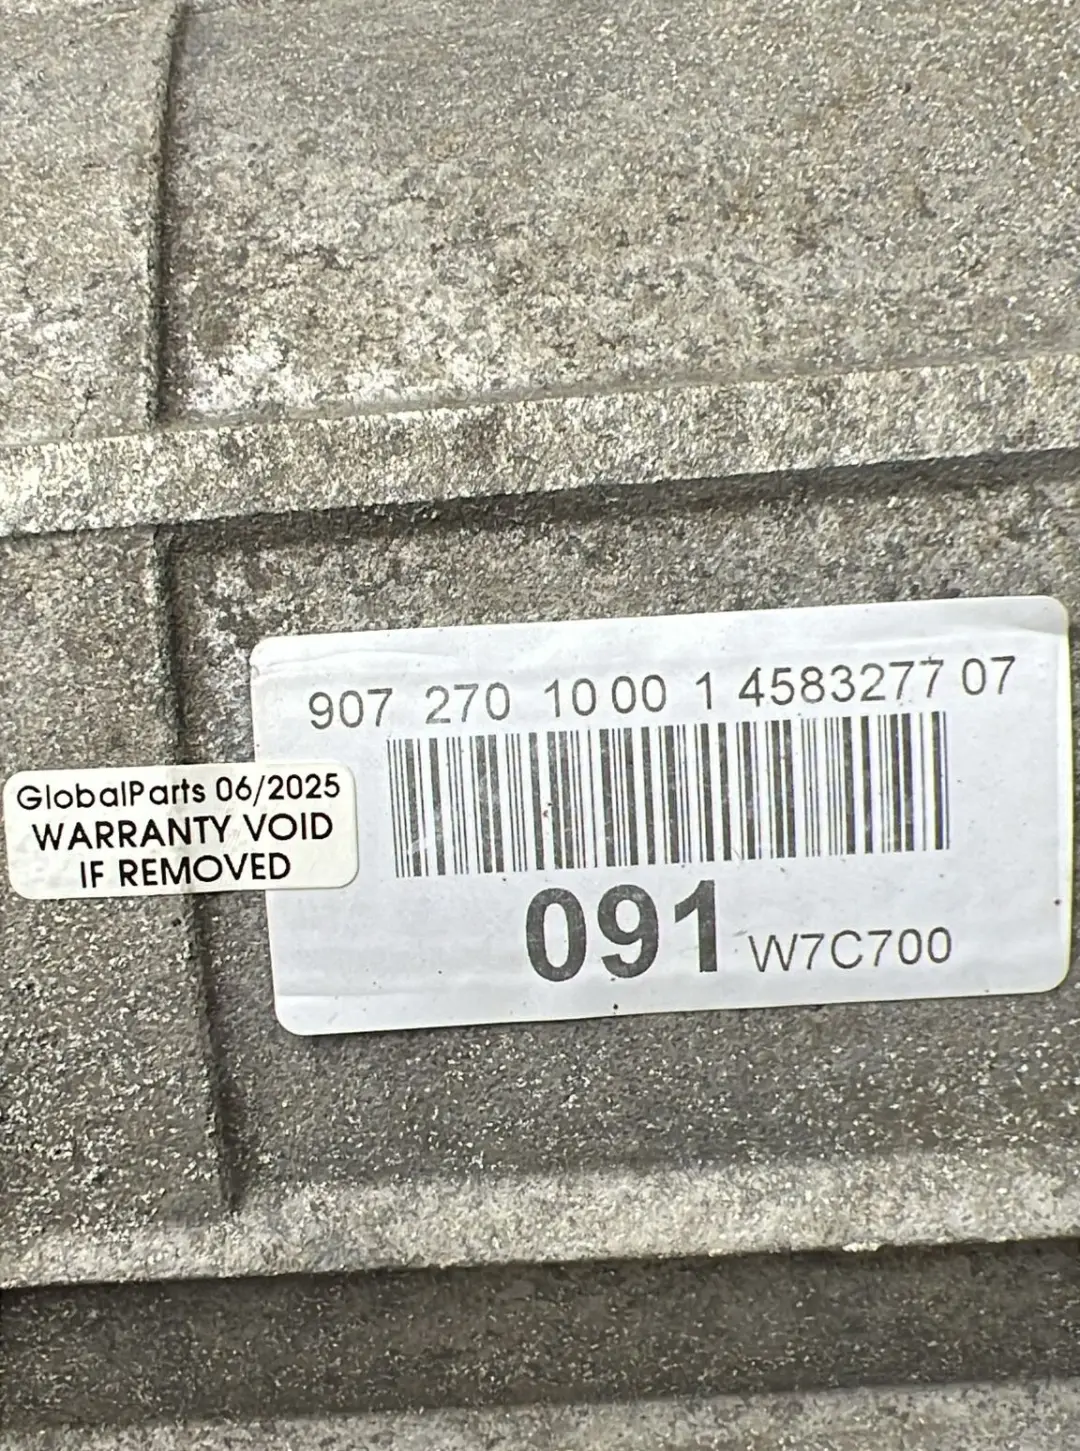 907 270 10 00 1 4583277 07
GlobalParts 06/2025
WARRANTY VOID
IF REMOVED
091 W7C700